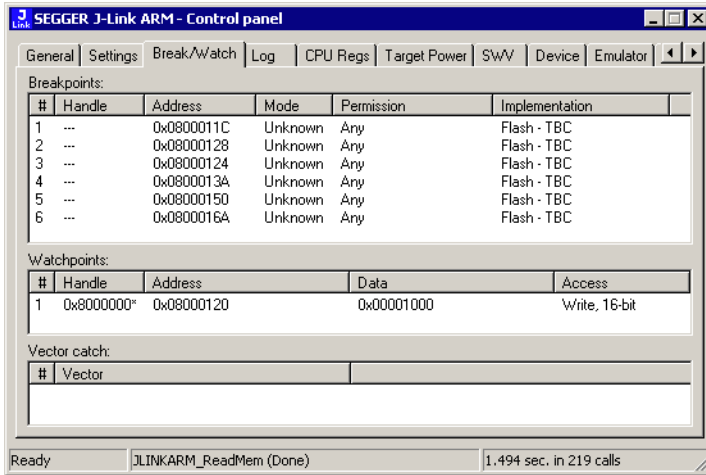 J Link SEGGER J-Link ARM - Control panel
General Settings Break/Watch Log CPU Regs Target Power SWV Device Emulator
Breakpoints:
# Handle Address Mode Permission Implementation
1 --- 0x0800011C Unknown Any Flash - TBC
2 --- 0x08000128 Unknown Any Flash - TBC
3 --- 0x08000124 Unknown Any Flash - TBC
4 --- 0x0800013A Unknown Any Flash - TBC
5 --- 0x08000150 Unknown Any Flash - TBC
6 --- 0x0800016A Unknown Any Flash - TBC
Watchpoints:
# Handle Address Data Access
1 0x8000000* 0x08000120 0x00001000 Write, 16-bit
Vector catch:
# Vector
Ready JLINKARM_ReadMem (Done) 1.494 sec. in 219 calls